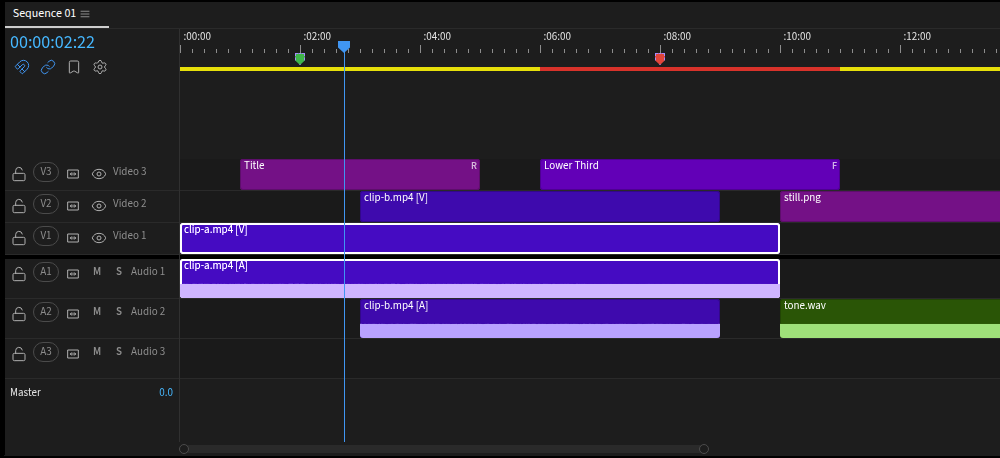 Sequence 01
00:00:02:22
:00:00 :02:00 :04:00 :06:00 :08:00 :10:00 :12:00
V3 Video 3 Title R Lower Third F
V2 Video 2 clip-b.mp4 [V] still.png
V1 Video 1 clip-a.mp4 [V]
A1 M S Audio 1 clip-a.mp4 [A]
A2 M S Audio 2 clip-b.mp4 [A] tone.wav
A3 M S Audio 3
Master 0.0